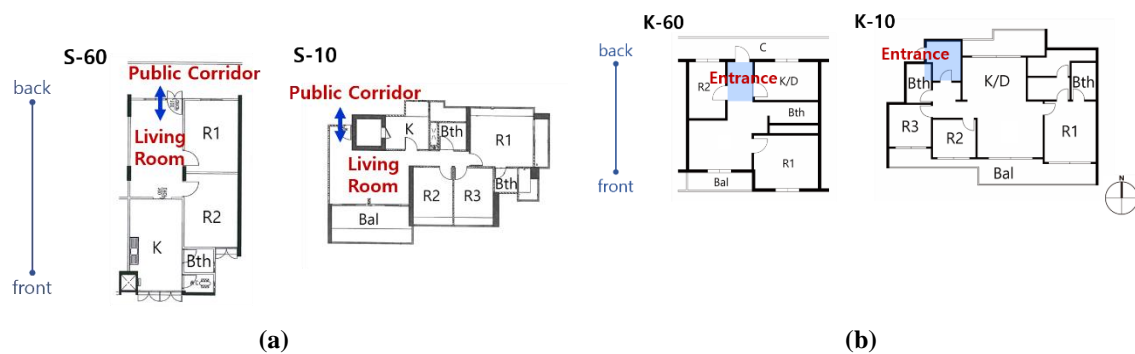 S-60
Public Corridor
back
Living
Room
R1
R2
K
Bth
front
S-10
Public Corridor
K
Bth
R1
Living
Room
R2
R3
Bth
Bal
(a)
K-60
back
C
Entrance
R2
K/D
Bth
R1
Bal
front
K-10
Entrance
Bth
K/D
Bth
R3
R2
R1
Bal
N
(b)